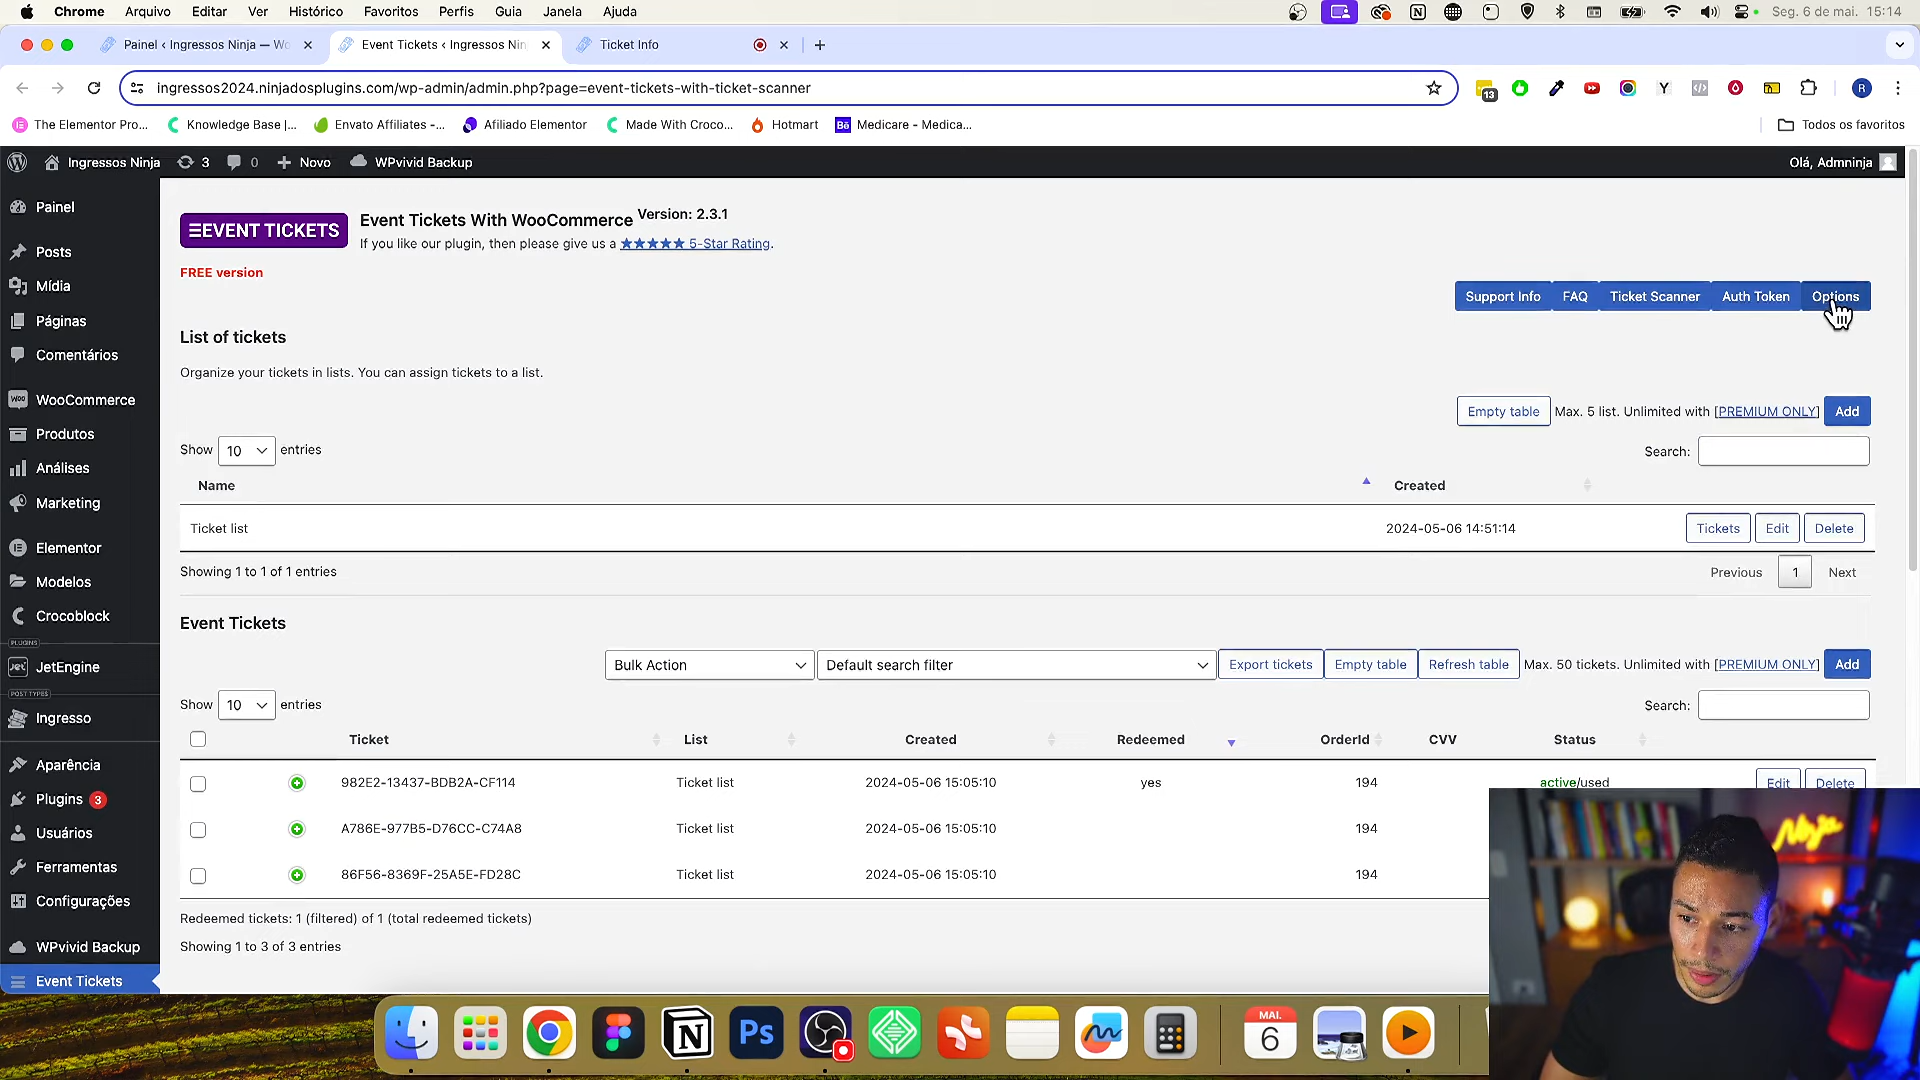 Chrome Arquivo Editar Ver Histórico Favoritos Perfis Guia Janela Ajuda Seg. 6 de mai. 15:14
Painel ‹ Ingressos Ninja — Wo Event Tickets ‹ Ingressos Nin Ticket Info
ingressos2024.ninjadosplugins.com/wp-admin/admin.php?page=event-tickets-with-ticket-scanner 13 Y R
The Elementor Pro... Knowledge Base |... Envato Affiliates -... Afiliado Elementor Made With Croco... Hotmart Bē Medicare - Medica... Todos os favoritos
Ingressos Ninja 3 0 Novo WPvivid Backup Olá, Admninja
Painel
Posts
Mídia
Páginas
Comentários
WooCommerce
Produtos
Análises
Marketing
Elementor
Modelos
Crocoblock
PLUGINS
JetEngine
POST TYPES
Ingresso
Aparência
Plugins 3
Usuários
Ferramentas
Configurações
WPvivid Backup
Event Tickets
EVENT TICKETS
Event Tickets With WooCommerce Version: 2.3.1
If you like our plugin, then please give us a ★★★★★ 5-Star Rating.
FREE version
Support Info FAQ Ticket Scanner Auth Token Options
List of tickets
Organize your tickets in lists. You can assign tickets to a list.
Empty table Max. 5 list. Unlimited with [PREMIUM ONLY] Add
Show 10 entries Search:
Name Created
Ticket list 2024-05-06 14:51:14 Tickets Edit Delete
Showing 1 to 1 of 1 entries Previous 1 Next
Event Tickets
Bulk Action Default search filter Export tickets Empty table Refresh table Max. 50 tickets. Unlimited with [PREMIUM ONLY] Add
Show 10 entries Search:
Ticket List Created Redeemed OrderId CVV Status
982E2-13437-BDB2A-CF114 Ticket list 2024-05-06 15:05:10 yes 194 active/used Edit Delete
A786E-977B5-D76CC-C74A8 Ticket list 2024-05-06 15:05:10 194
86F56-8369F-25A5E-FD28C Ticket list 2024-05-06 15:05:10 194
Redeemed tickets: 1 (filtered) of 1 (total redeemed tickets)
Showing 1 to 3 of 3 entries
Ninja
Ps
MAI.
6